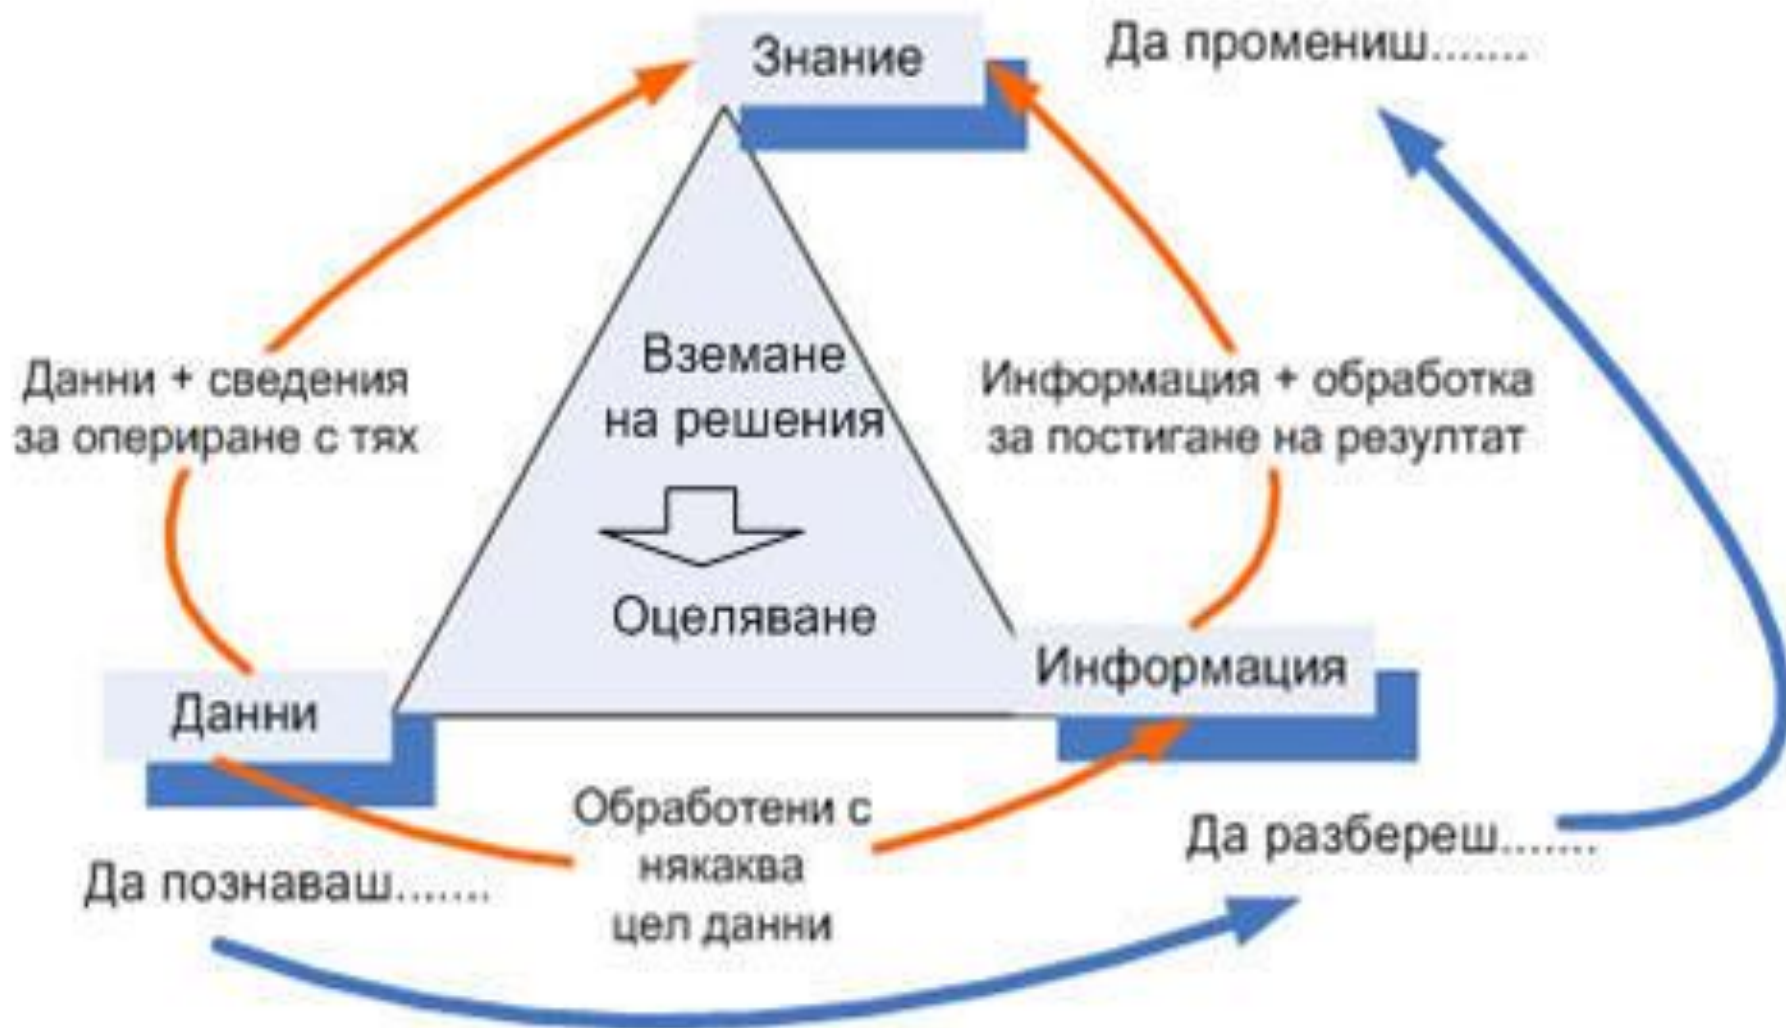 Знание
Да промениш.......
Данни + сведения
за опериране с тях
Вземане
на решения
Оцеляване
Информация + обработка
за постигане на резултат
Данни
Информация
Да познаваш.......
Обработени с
някаква
цел данни
Да разбереш.......